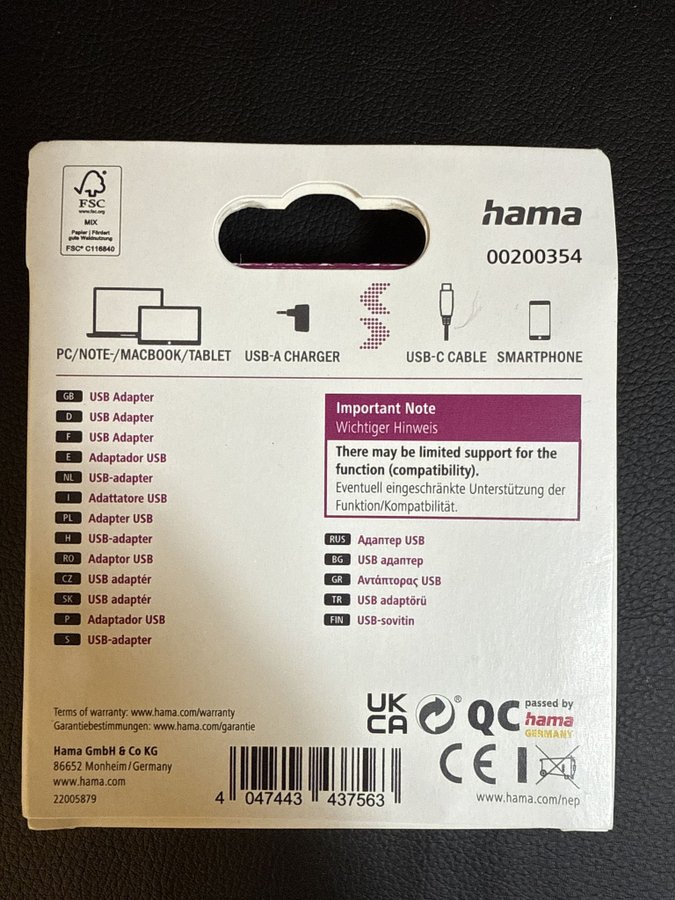 FSC
www.fsc.org
MIX
Papier | Fördert
gute Waldnutzung
FSC® C116840
hama
00200354
PC/NOTE-/MACBOOK/TABLET
USB-A CHARGER
USB-C CABLE
SMARTPHONE
GB USB Adapter
D USB Adapter
F USB Adapter
E Adaptador USB
NL USB-adapter
I Adattatore USB
PL Adapter USB
H USB-adapter
RO Adaptor USB
CZ USB adaptér
SK USB adaptér
P Adaptador USB
S USB-adapter
Important Note
Wichtiger Hinweis
There may be limited support for the
function (compatibility).
Eventuell eingeschränkte Unterstützung der
Funktion/Kompatbilität.
RUS Адаптер USB
BG USB адаптер
GR Αντάπτορας USB
TR USB adaptörü
FIN USB-sovitin
Terms of warranty: www.hama.com/warranty
Garantiebestimmungen: www.hama.com/garantie
Hama GmbH & Co KG
86652 Monheim/Germany
www.hama.com
22005879
4 047443 437563
UK
CA
®
QC passed by
hama
GERMANY
CE
www.hama.com/nep